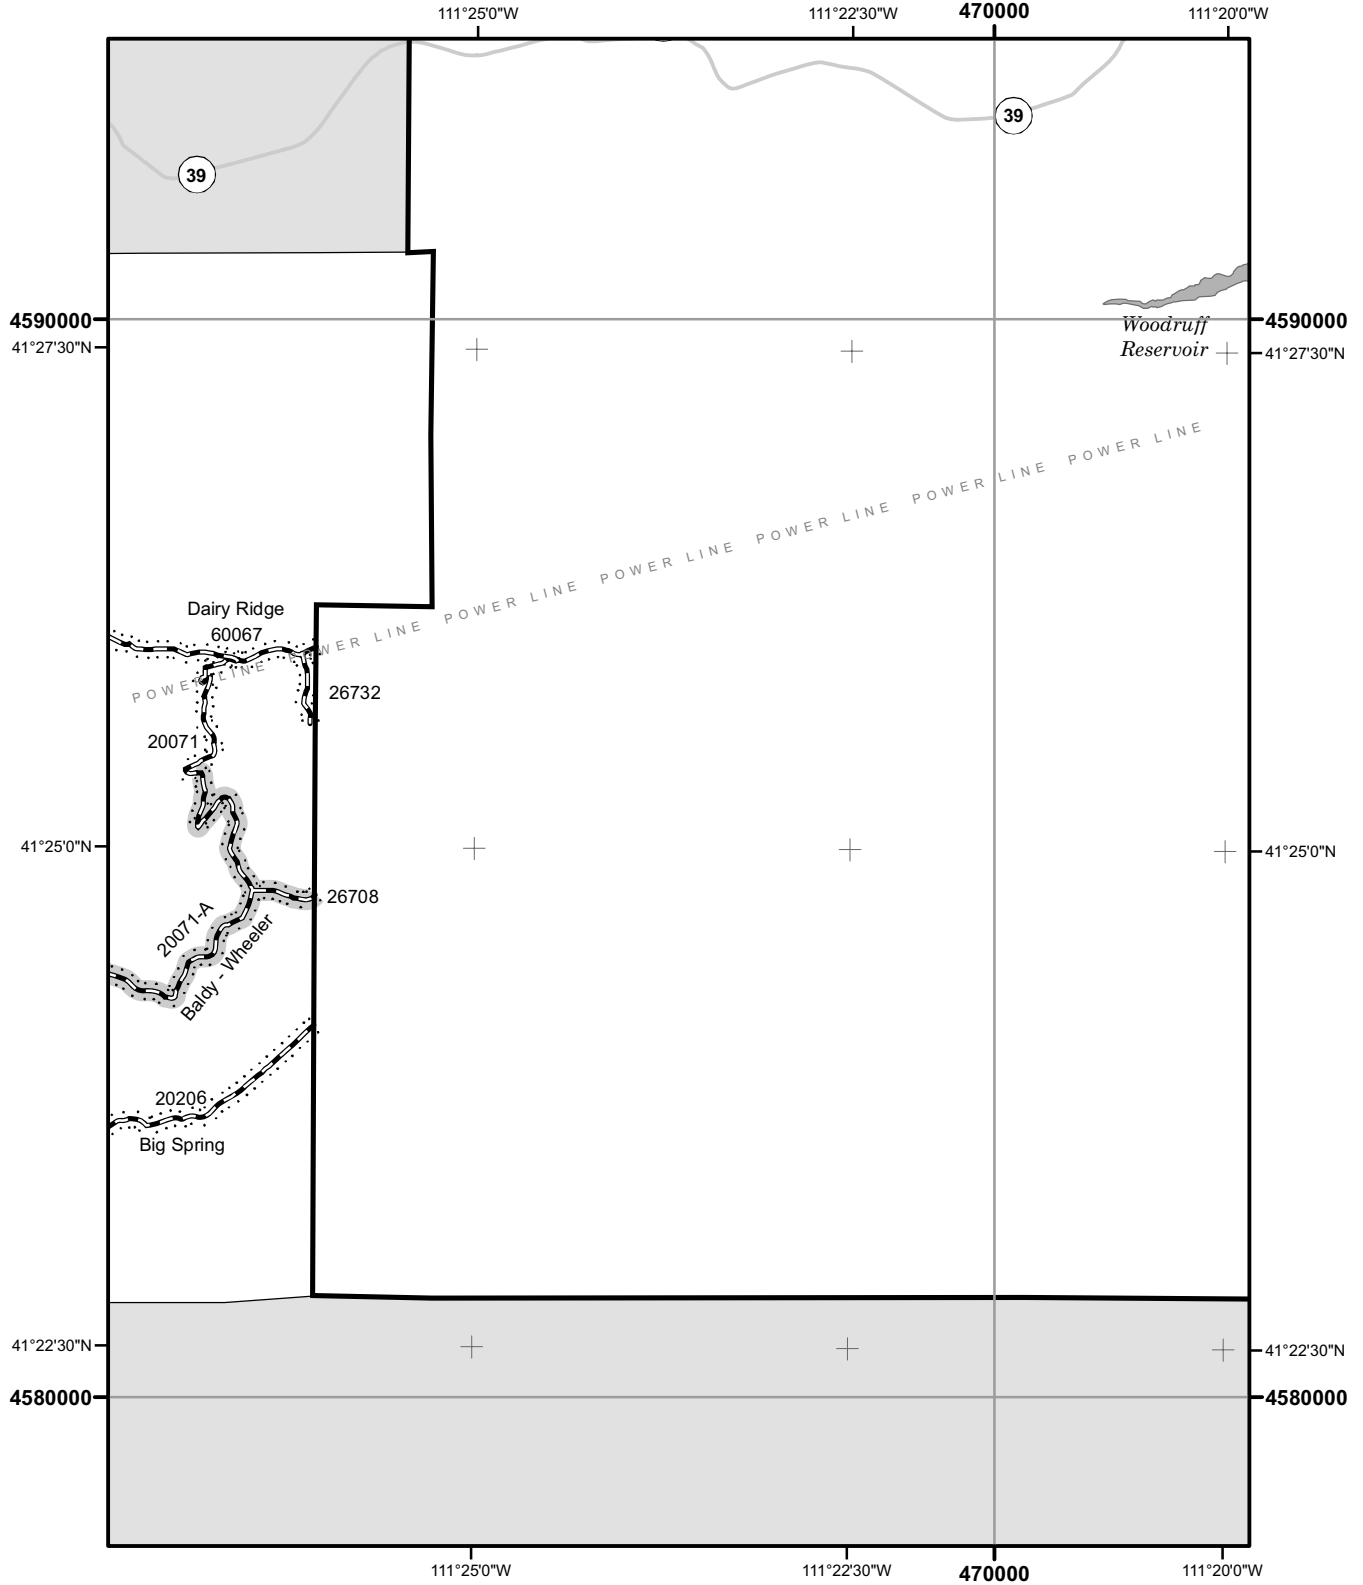 111°25'0"W
111°22'30"W
470000
111°20'0"W
39
39
4590000
4590000
Woodruff
Reservoir
41°27'30"N
41°27'30"N
POWER LINE POWER LINE POWER LINE POWER LINE POWER LINE POWER LINE POWER LINE
Dairy Ridge
60067
26732
20071
41°25'0"N
41°25'0"N
26708
20071-A
Baldy - Wheeler
20206
Big Spring
41°22'30"N
41°22'30"N
4580000
4580000
111°25'0"W
111°22'30"W
470000
111°20'0"W